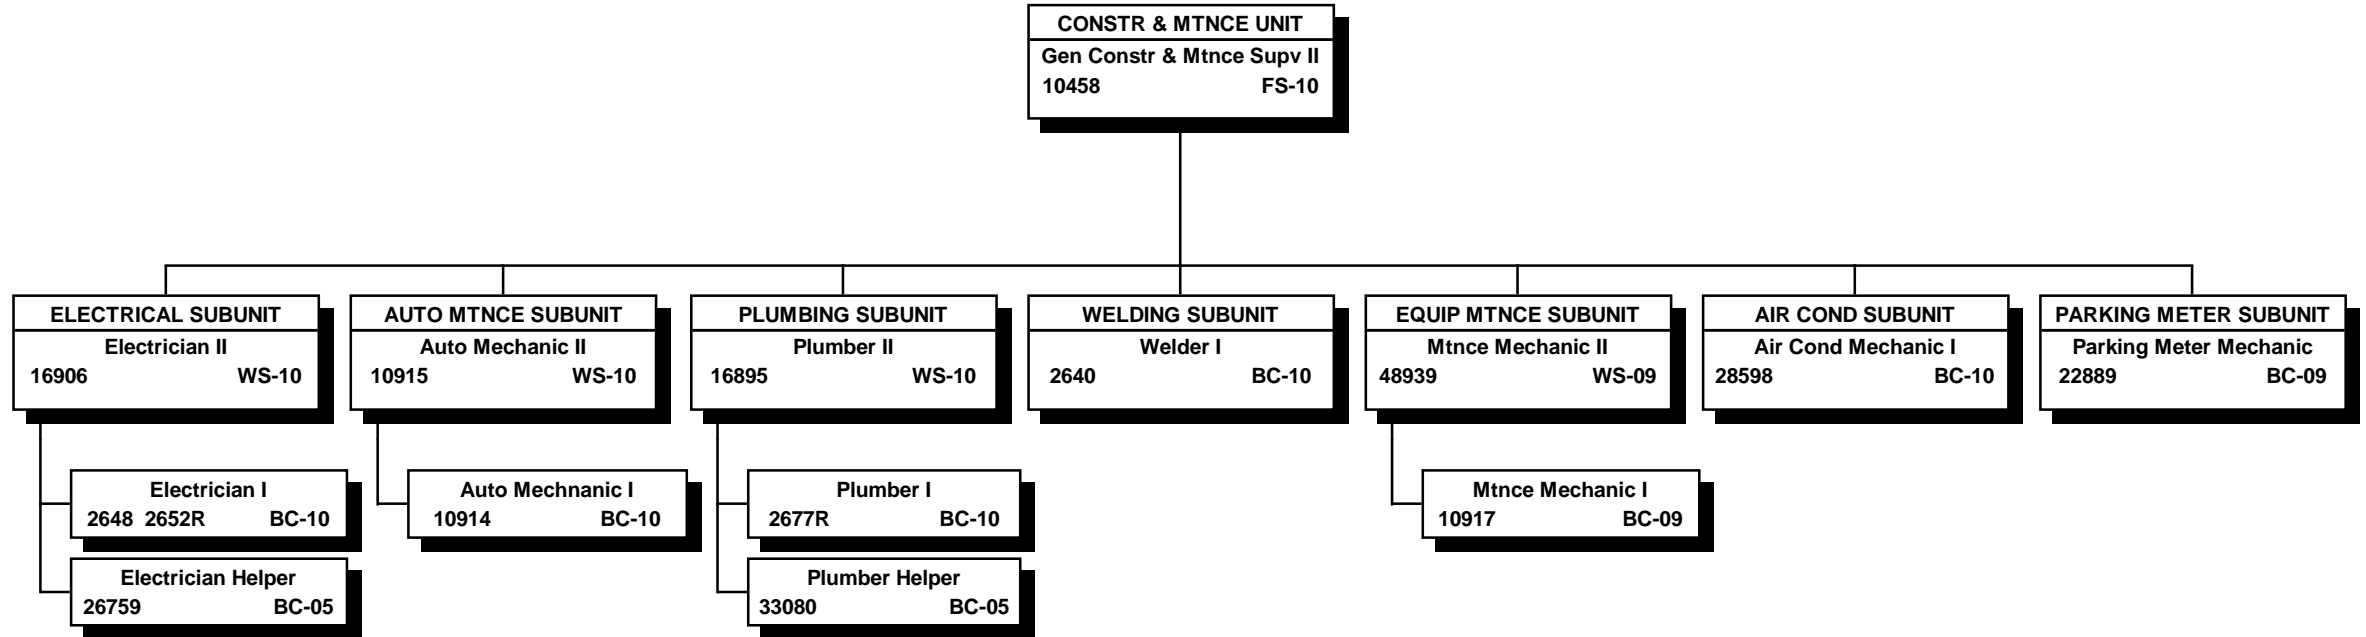 CONSTR & MTNCE UNIT
Gen Constr & Mtnce Supv II
10458 FS-10
ELECTRICAL SUBUNIT
Electrician II
16906 WS-10
Electrician I
2648 2652R BC-10
Electrician Helper
26759 BC-05
AUTO MTNCE SUBUNIT
Auto Mechanic II
10915 WS-10
Auto Mechnanic I
10914 BC-10
PLUMBING SUBUNIT
Plumber II
16895 WS-10
Plumber I
2677R BC-10
Plumber Helper
33080 BC-05
WELDING SUBUNIT
Welder I
2640 BC-10
EQUIP MTNCE SUBUNIT
Mtnce Mechanic II
48939 WS-09
Mtnce Mechanic I
10917 BC-09
AIR COND SUBUNIT
Air Cond Mechanic I
28598 BC-10
PARKING METER SUBUNIT
Parking Meter Mechanic
22889 BC-09